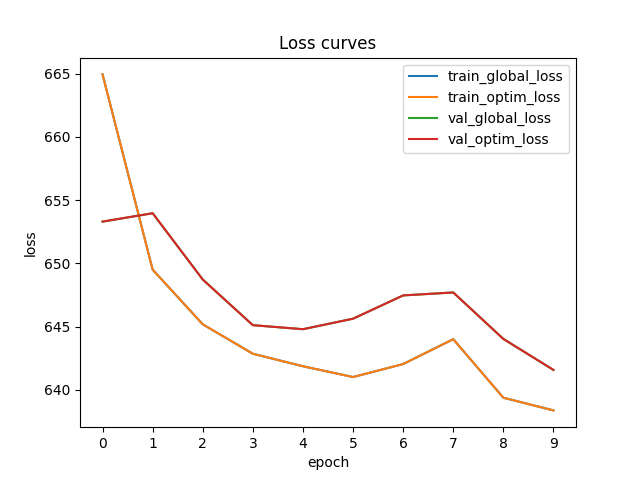 Loss curves
train_global_loss
train_optim_loss
val_global_loss
val_optim_loss
665
660
655
650
645
640
loss
0 1 2 3 4 5 6 7 8 9
epoch